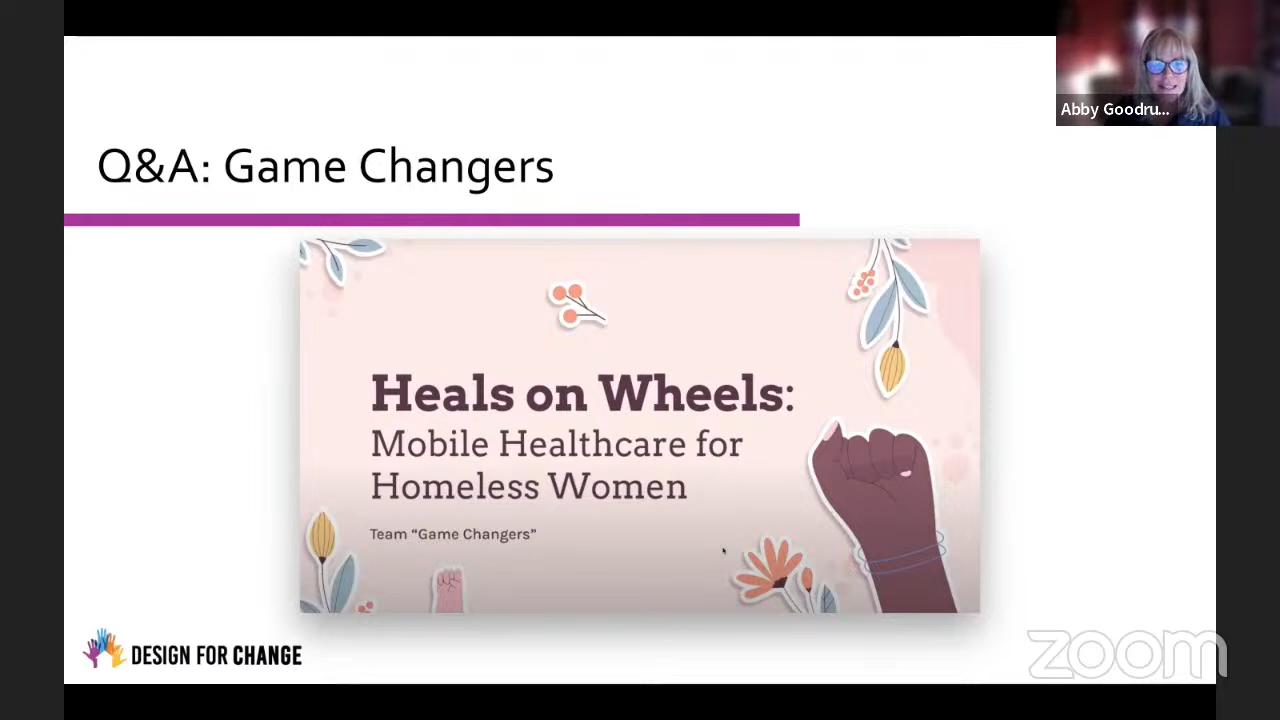 Abby Goodru...
Q&A: Game Changers
Heals on Wheels:
Mobile Healthcare for
Homeless Women
Team “Game Changers”
DESIGN FOR CHANGE
zoom